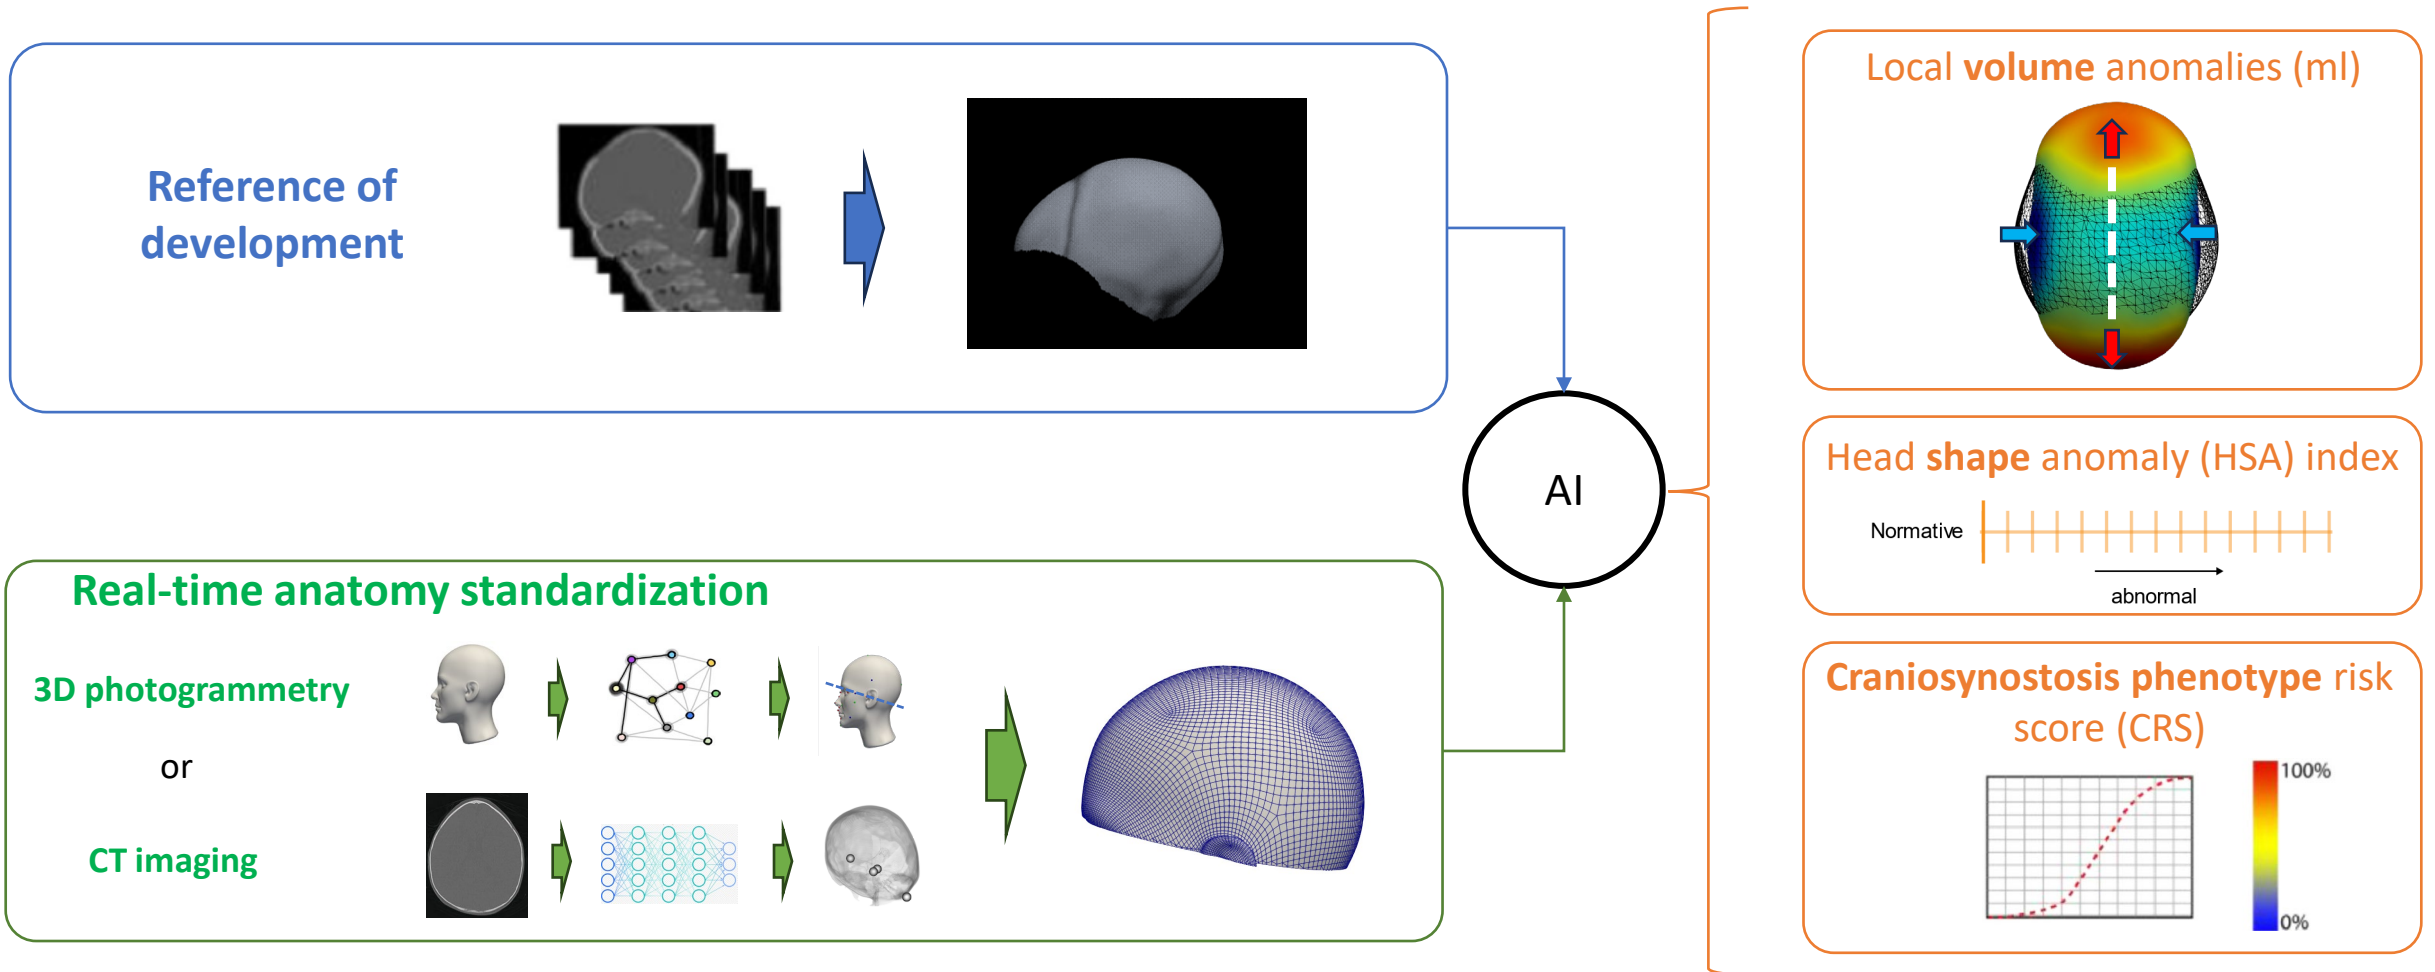 Reference of
development
Real-time anatomy standardization
3D photogrammetry
or
CT imaging
AI
Local volume anomalies (ml)
Head shape anomaly (HSA) index
Normative
abnormal
Craniosynostosis phenotype risk
score (CRS)
100%
0%